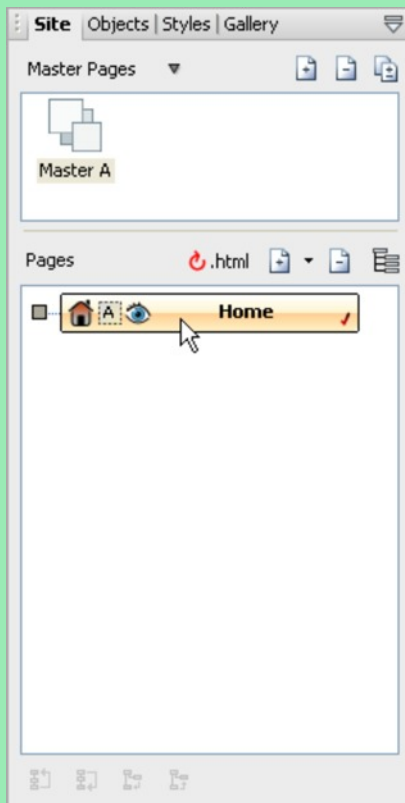 Site Objects | Styles | Gallery
Master Pages
Master A
Pages .html
A Home